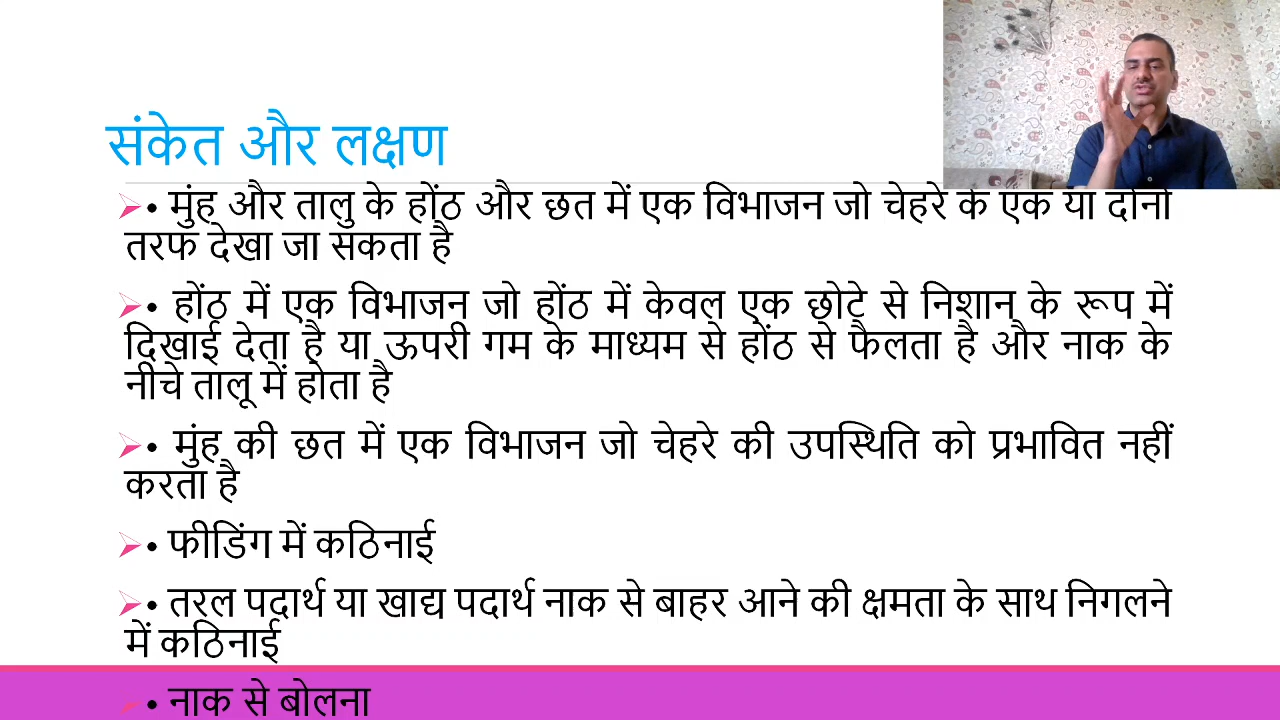 संकेत और लक्षण
• मुंह और तालु के होंठ और छत में एक विभाजन जो चेहरे के एक या दोनों
तरफ देखा जा सकता है
• होंठ में एक विभाजन जो होंठ में केवल एक छोटे से निशान के रूप में
दिखाई देता है या ऊपरी गम के माध्यम से होंठ से फैलता है और नाक के
नीचे तालू में होता है
• मुंह की छत में एक विभाजन जो चेहरे की उपस्थिति को प्रभावित नहीं
करता है
• फीडिंग में कठिनाई
• तरल पदार्थ या खाद्य पदार्थ नाक से बाहर आने की क्षमता के साथ निगलने
में कठिनाई
• नाक से बोलना